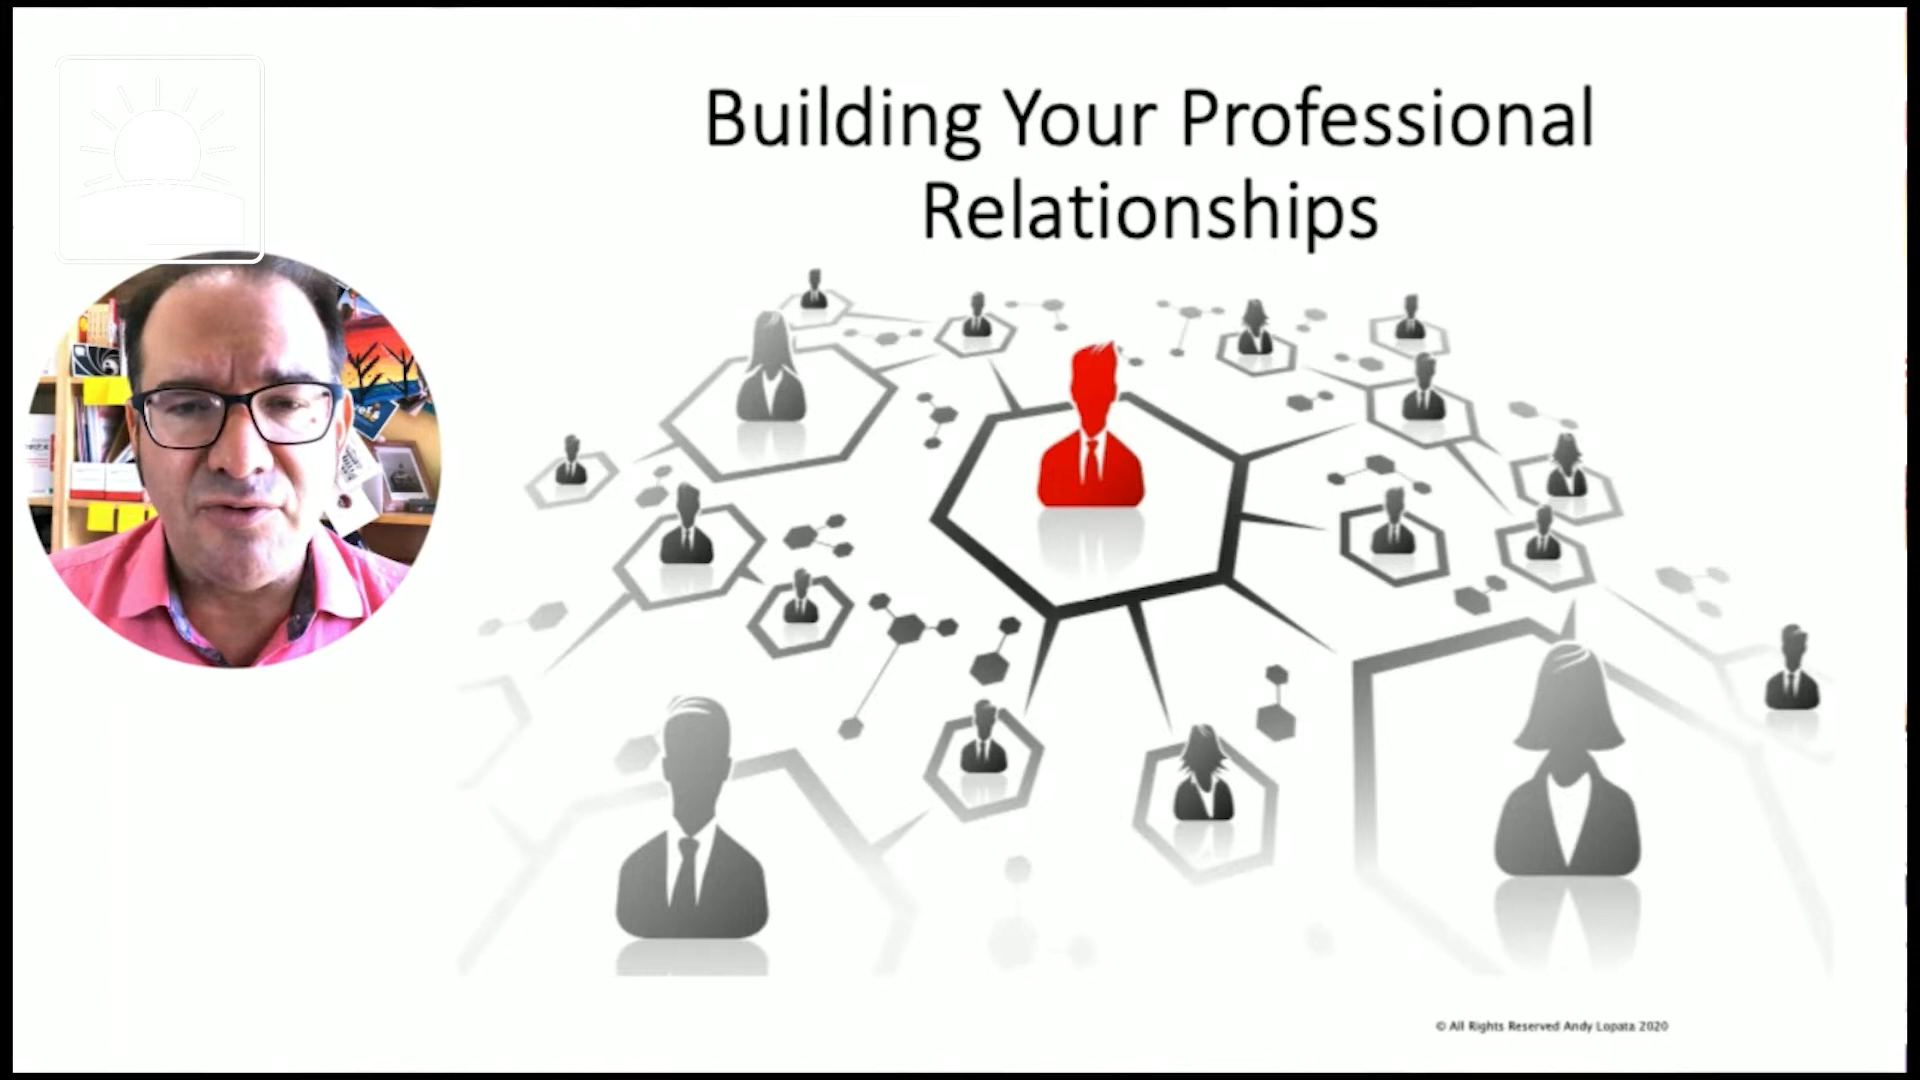 Building Your Professional
Relationships
© All Rights Reserved Andy Lopata 2020